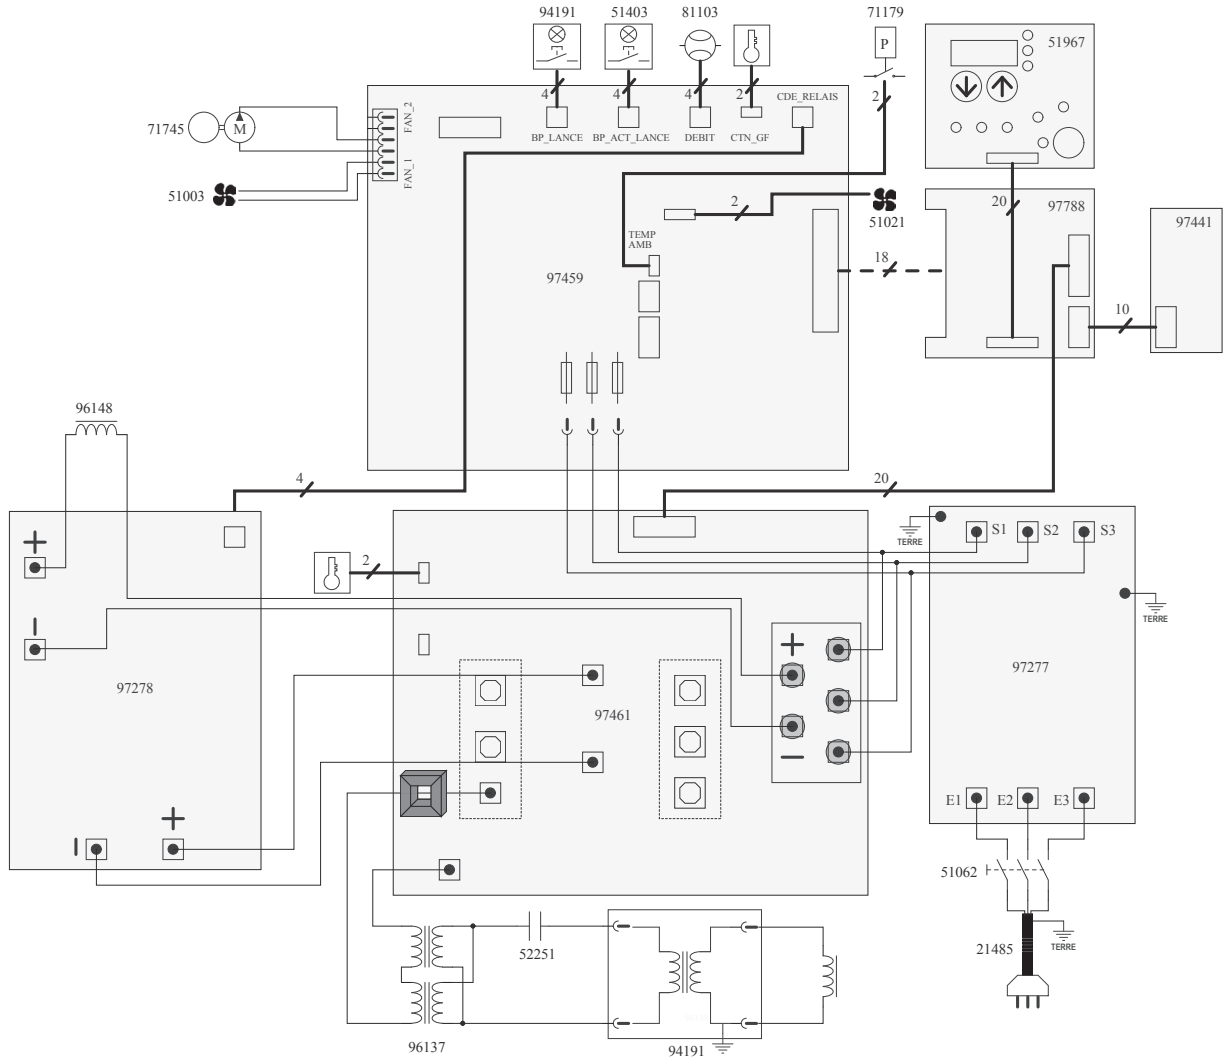 94191
51403
81103
71179
P
51967
4
4
4
2
2
CDE_RELAIS
FAN_2
71745
M
BP_LANCE
BP_ACT_LANCE
DEBIT
CTN_GF
FAN_1
51003
2
51021
20
97788
97441
TEMP
AMB
97459
18
10
96148
4
20
+
TERRE
S1
S2
S3
2
TERRE
+
97278
97461
97277
+
E1
E2
E3
51062
52251
21485
TERRE
96137
94191